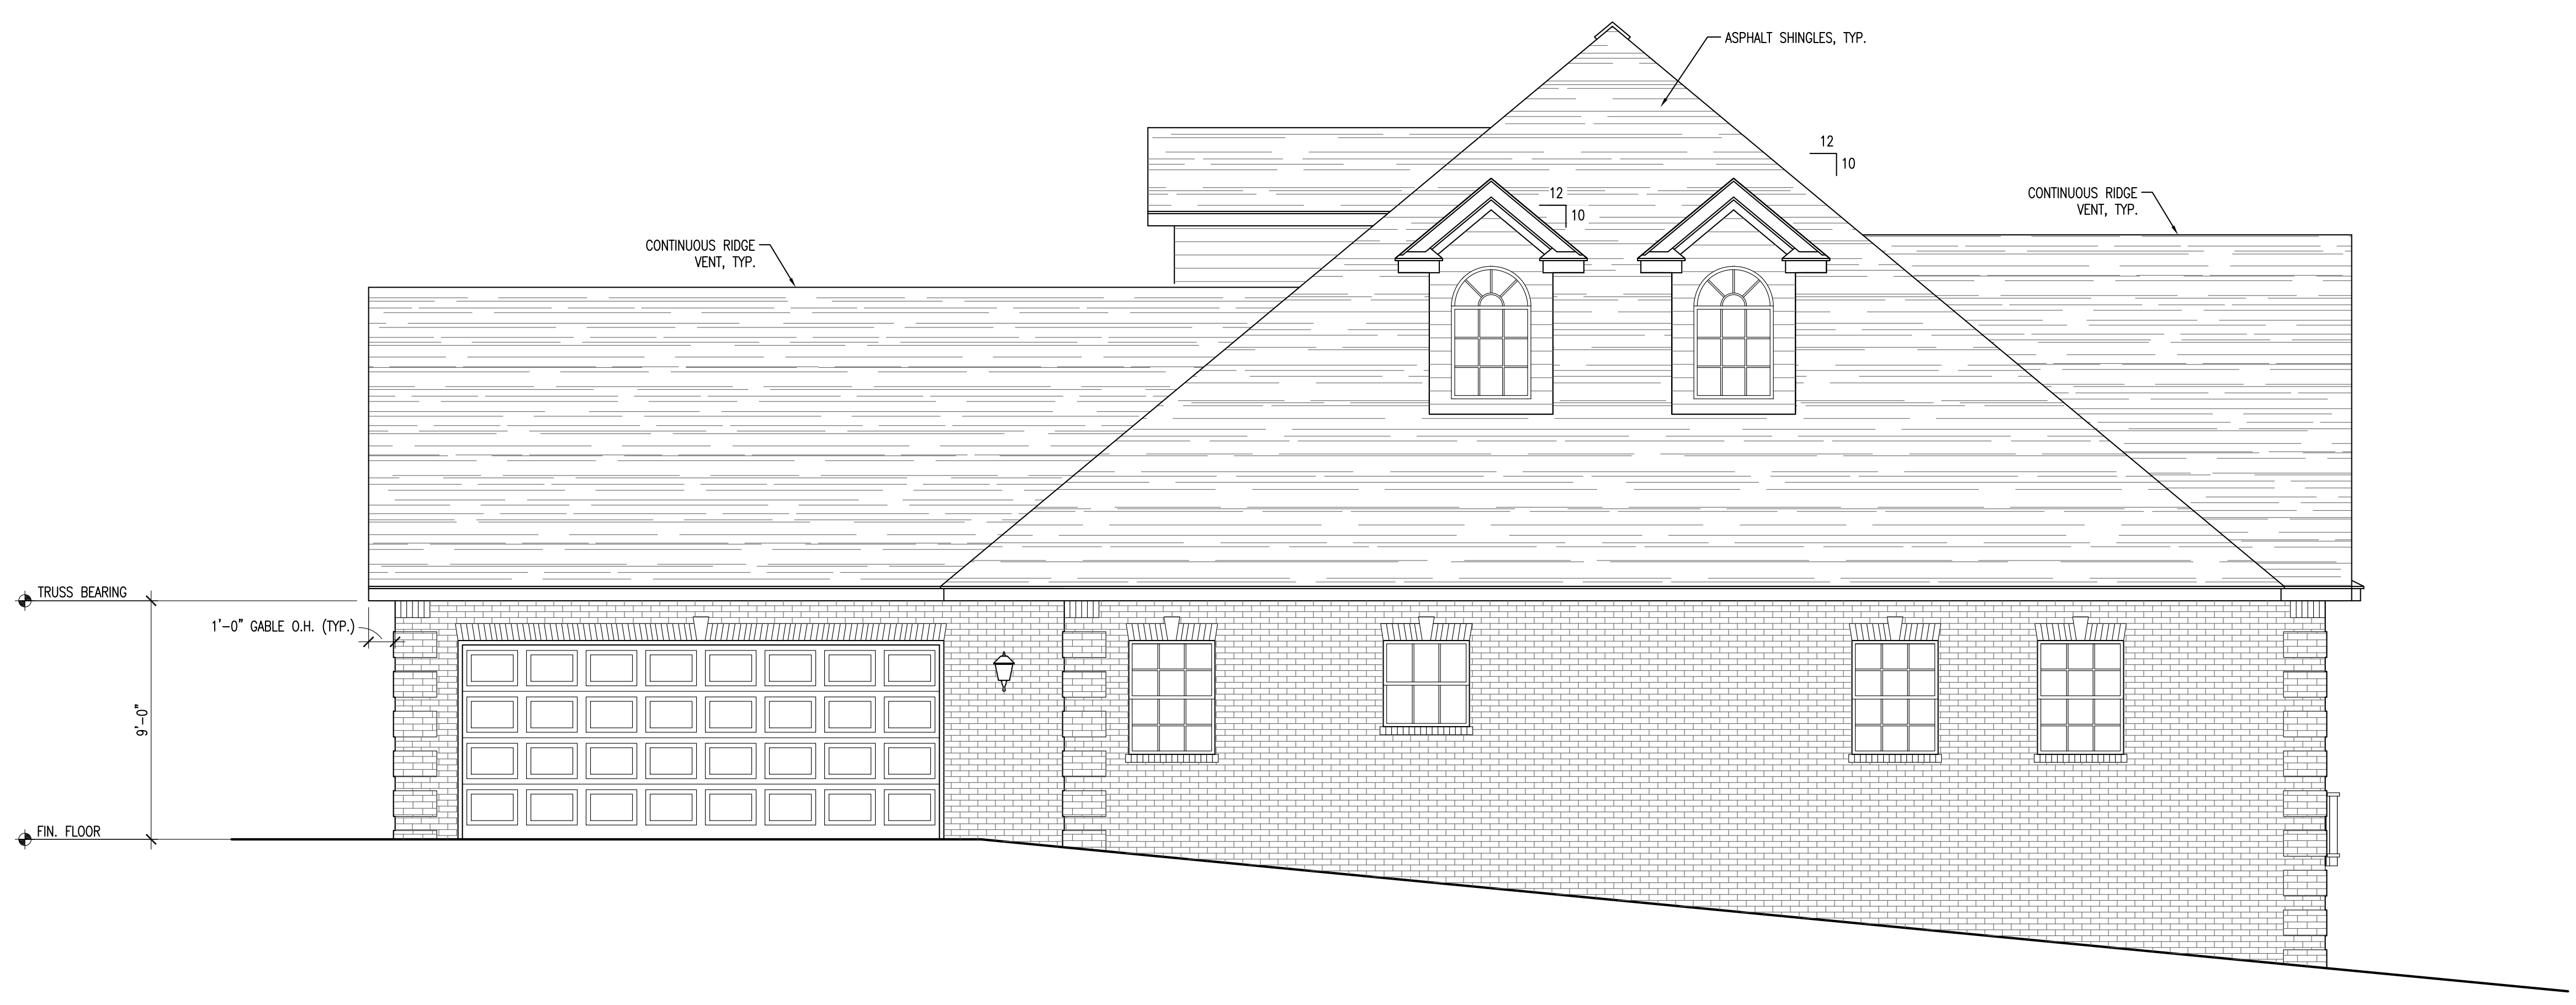 ASPHALT SHINGLES, TYP.
12
10
12
10
CONTINUOUS RIDGE
VENT, TYP.
CONTINUOUS RIDGE
VENT, TYP.
TRUSS BEARING
1'-0" GABLE O.H. (TYP.)
9'-0"
FIN. FLOOR